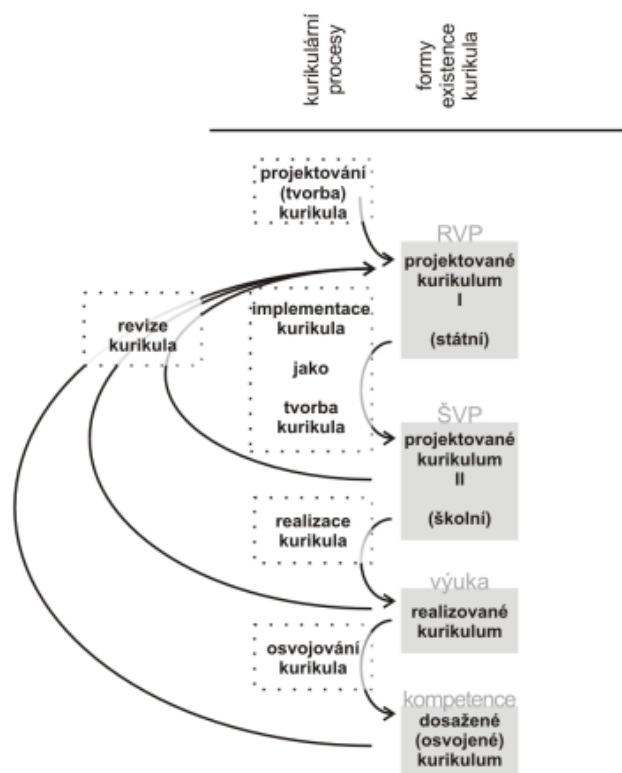 kurikulární
procesy
formy
existence
kurikula
projektování
(tvorba)
kurikula
RVP
projektované
kurikulum
I
(státní)
revize
kurikula
implementace
kurikula
jako
tvorba
kurikula
ŠVP
projektované
kurikulum
II
(školní)
realizace
kurikula
výuka
realizované
kurikulum
osvojování
kurikula
kompetence
dosažené
(osvojené)
kurikulum